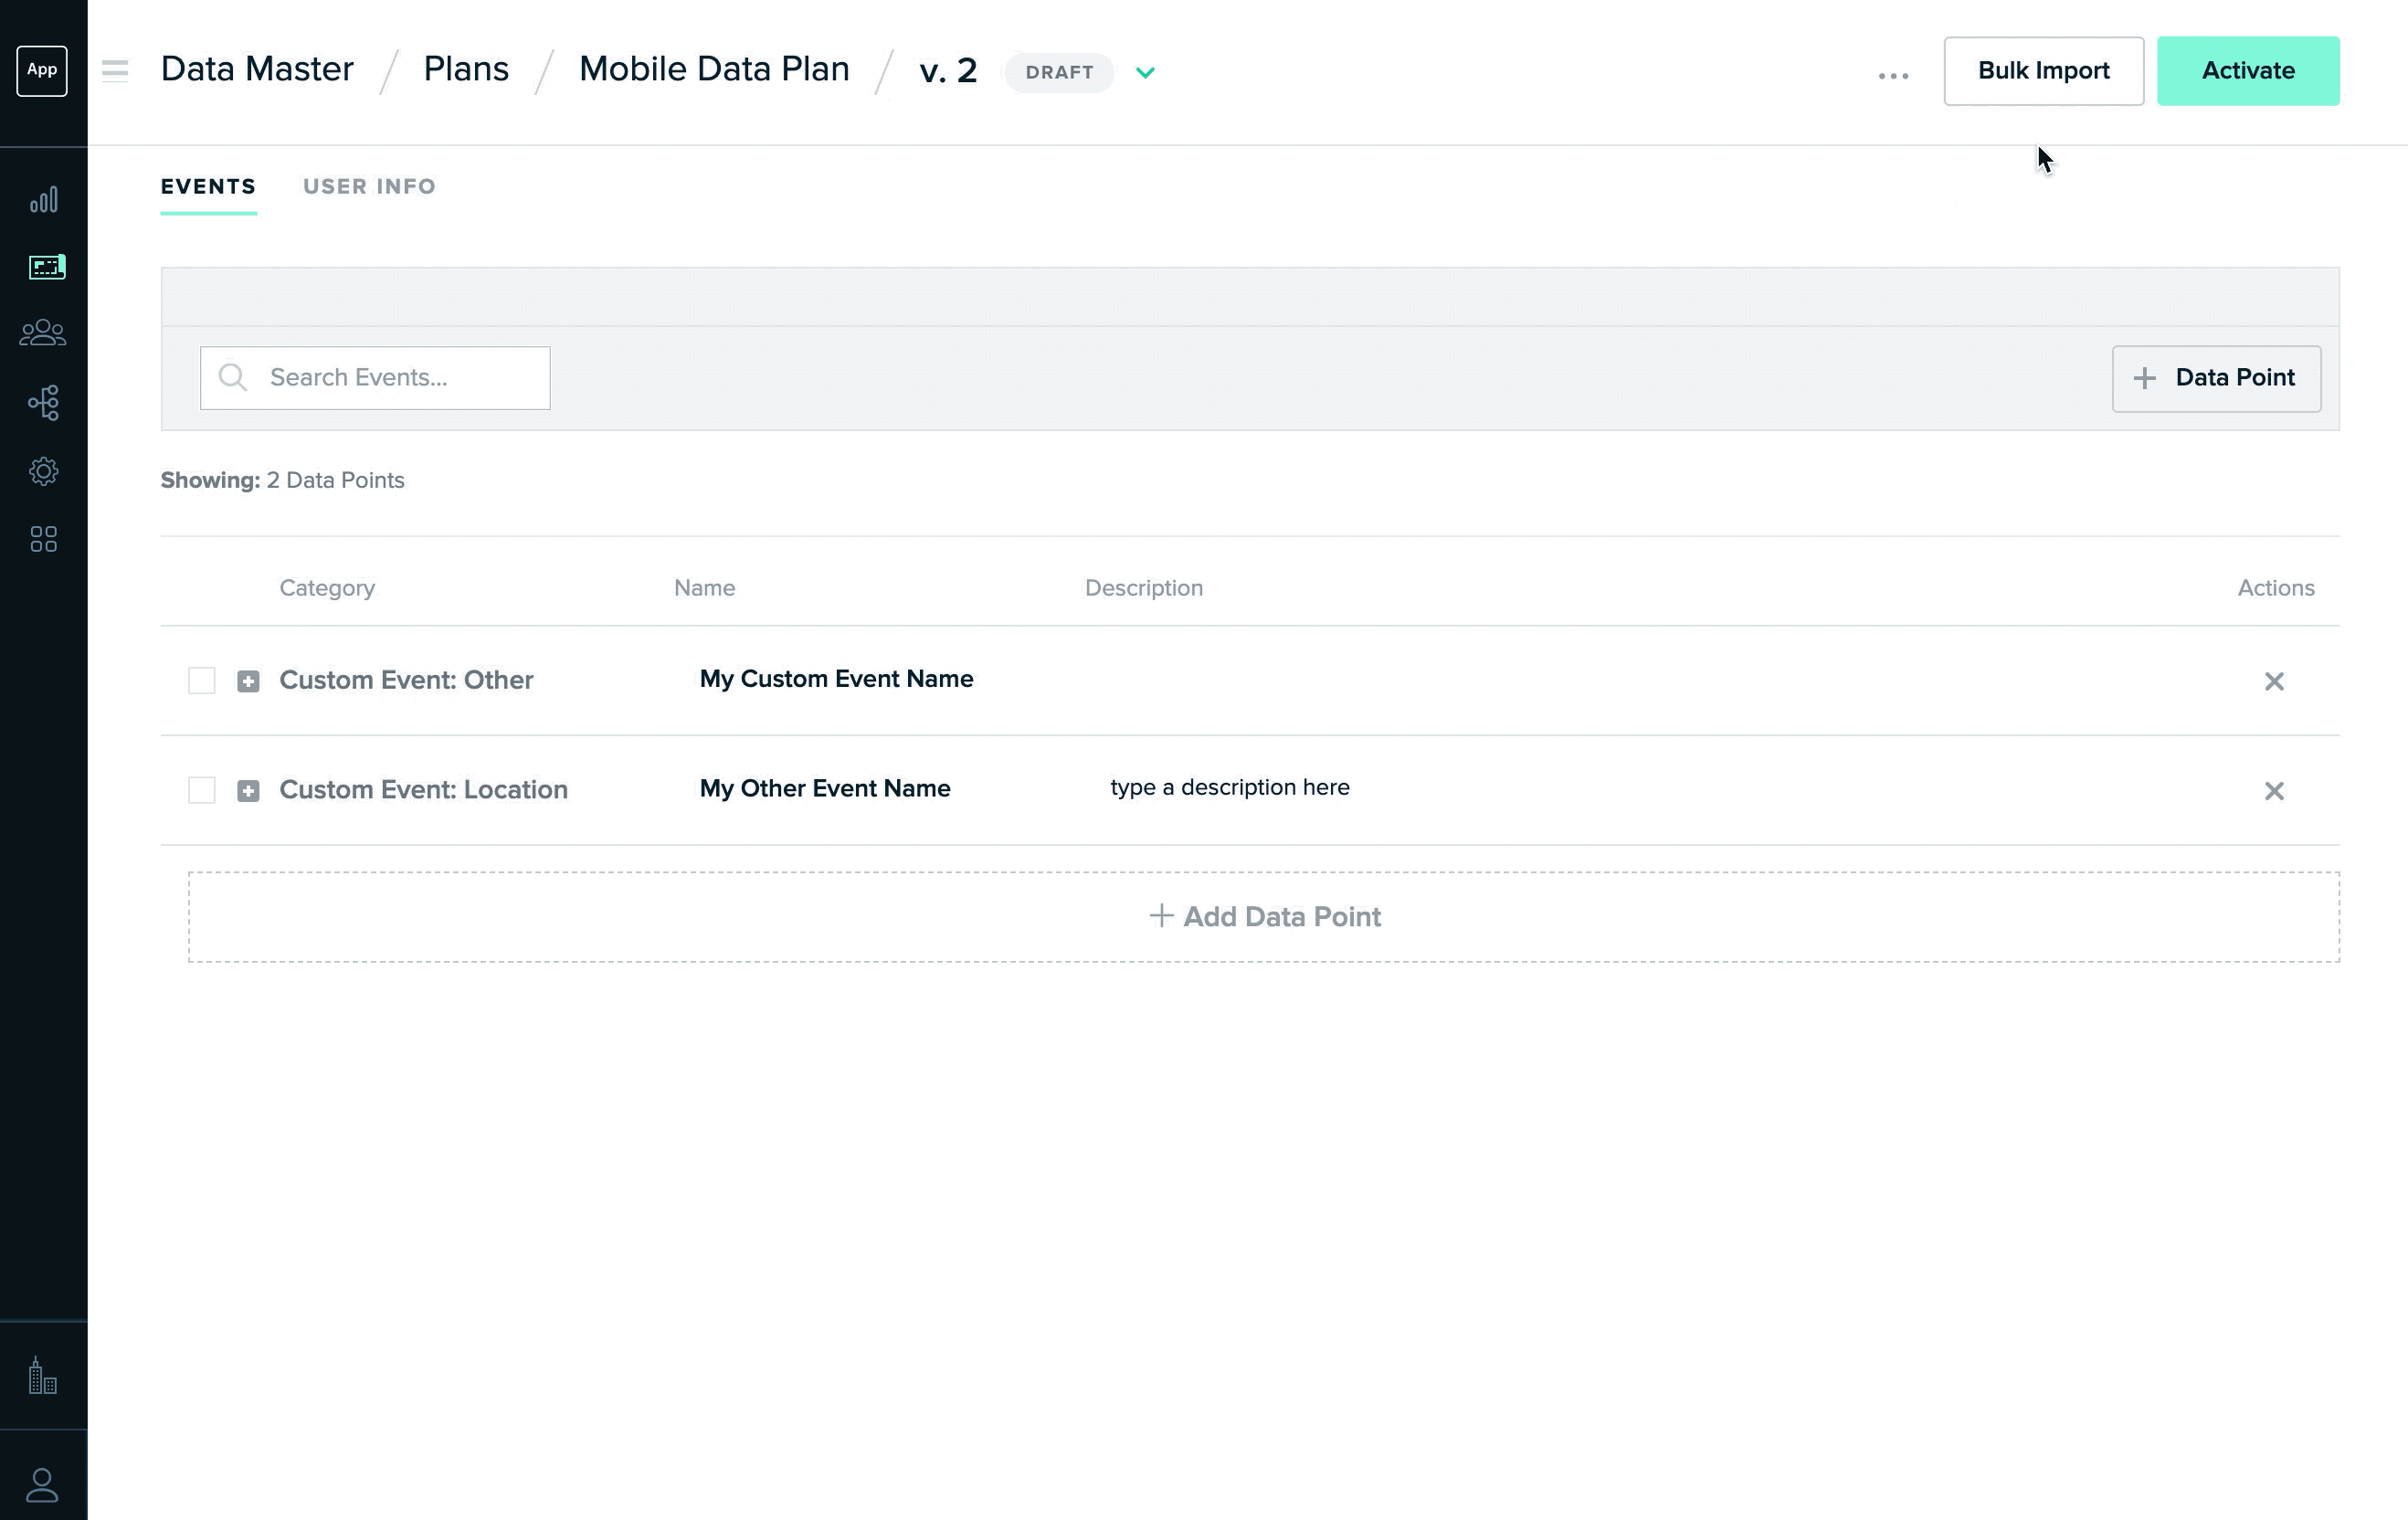 App
Data Master / Plans / Mobile Data Plan / v. 2 DRAFT
... Bulk Import Activate
EVENTS USER INFO
Search Events...
+ Data Point
Showing: 2 Data Points
Category Name Description Actions
Custom Event: Other My Custom Event Name
Custom Event: Location My Other Event Name type a description here
+ Add Data Point